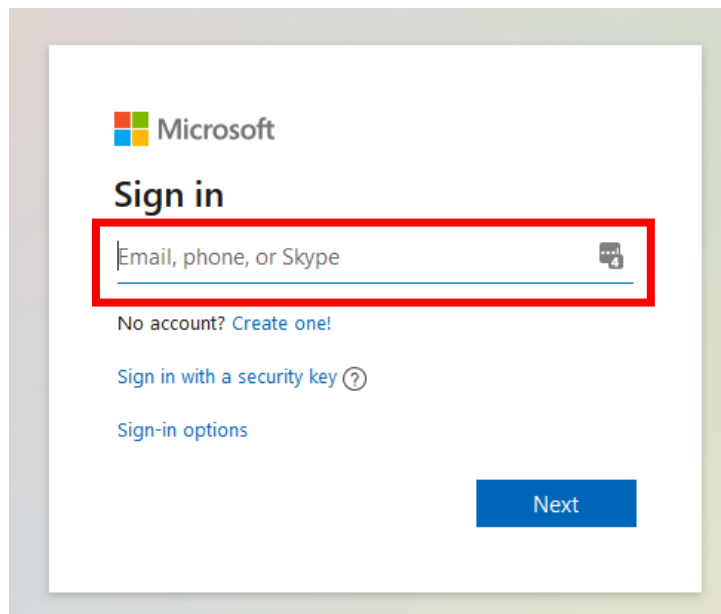 Microsoft
Sign in
Email, phone, or Skype
4
No account? Create one!
Sign in with a security key ?
Sign-in options
Next